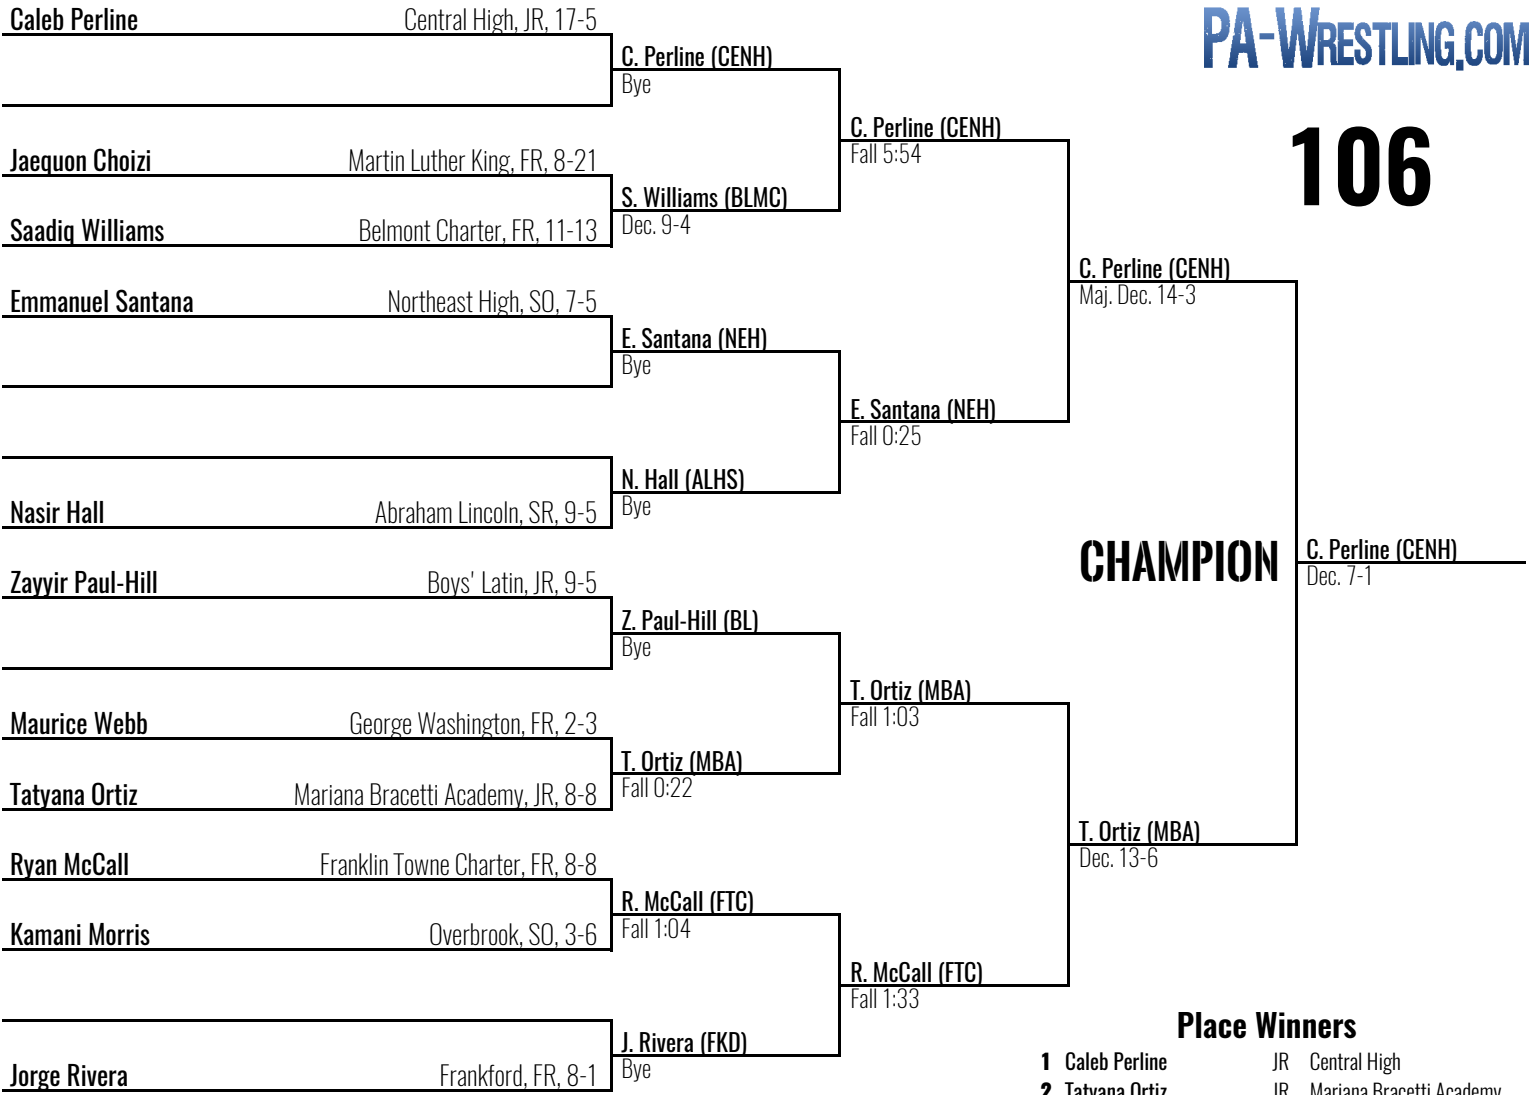 PA-WRESTLING.COM
106
Caleb Perline Central High, JR, 17-5
C. Perline (CENH)
Bye
C. Perline (CENH)
Fall 5:54
Jaequon Choizi Martin Luther King, FR, 8-21
S. Williams (BLMC)
Dec. 9-4
Saadiq Williams Belmont Charter, FR, 11-13
C. Perline (CENH)
Maj. Dec. 14-3
Emmanuel Santana Northeast High, SO, 7-5
E. Santana (NEH)
Bye
E. Santana (NEH)
Fall 0:25
N. Hall (ALHS)
Bye
Nasir Hall Abraham Lincoln, SR, 9-5
CHAMPION
C. Perline (CENH)
Dec. 7-1
Zayyir Paul-Hill Boys' Latin, JR, 9-5
Z. Paul-Hill (BL)
Bye
T. Ortiz (MBA)
Fall 1:03
Maurice Webb George Washington, FR, 2-3
T. Ortiz (MBA)
Fall 0:22
Tatyana Ortiz Mariana Bracetti Academy, JR, 8-8
T. Ortiz (MBA)
Dec. 13-6
Ryan McCall Franklin Towne Charter, FR, 8-8
R. McCall (FTC)
Fall 1:04
Kamani Morris Overbrook, SO, 3-6
R. McCall (FTC)
Fall 1:33
J. Rivera (FKD)
Bye
Jorge Rivera Frankford, FR, 8-1
Place Winners
1 Caleb Perline JR Central High
2 Tatyana Ortiz JR Mariana Bracetti Academy